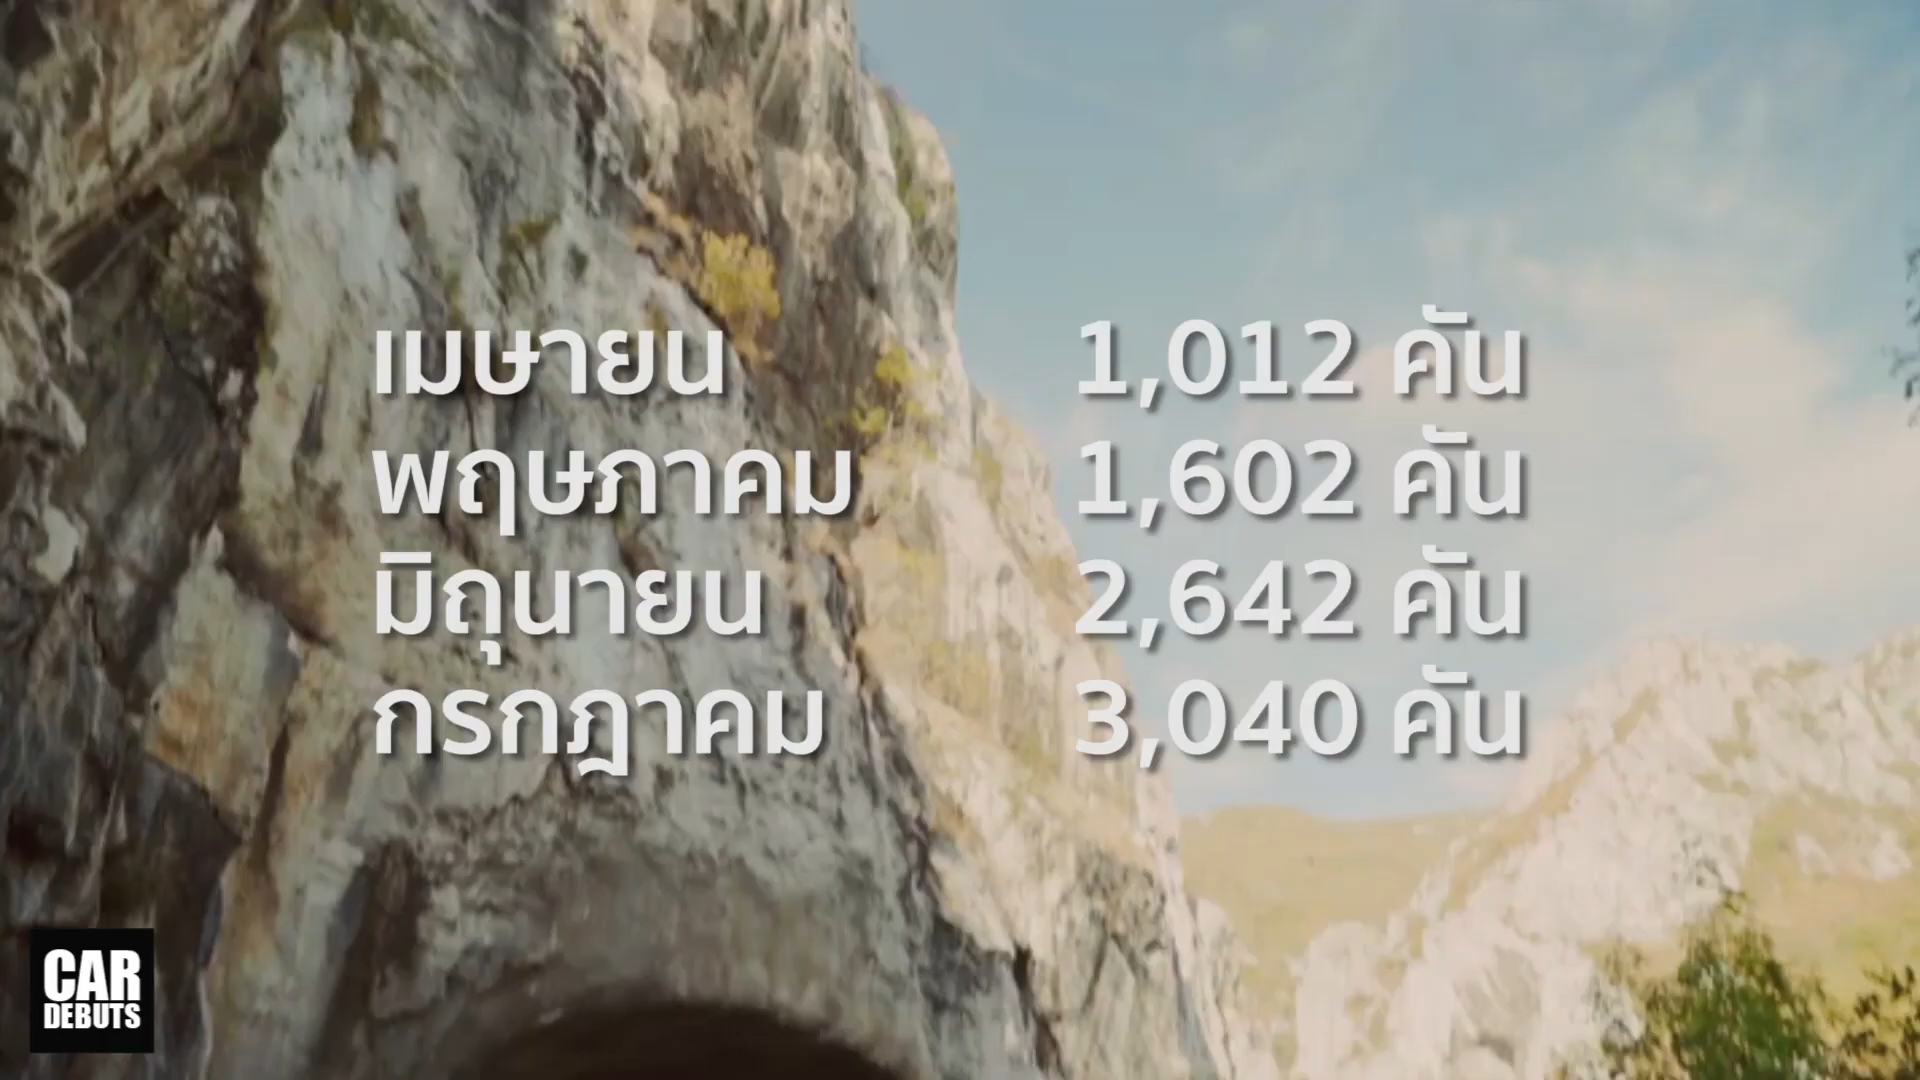 เมษายน 1,012 คัน
พฤษภาคม 1,602 คัน
มิถุนายน 2,642 คัน
กรกฎาคม 3,040 คัน
CAR
DEBUTS